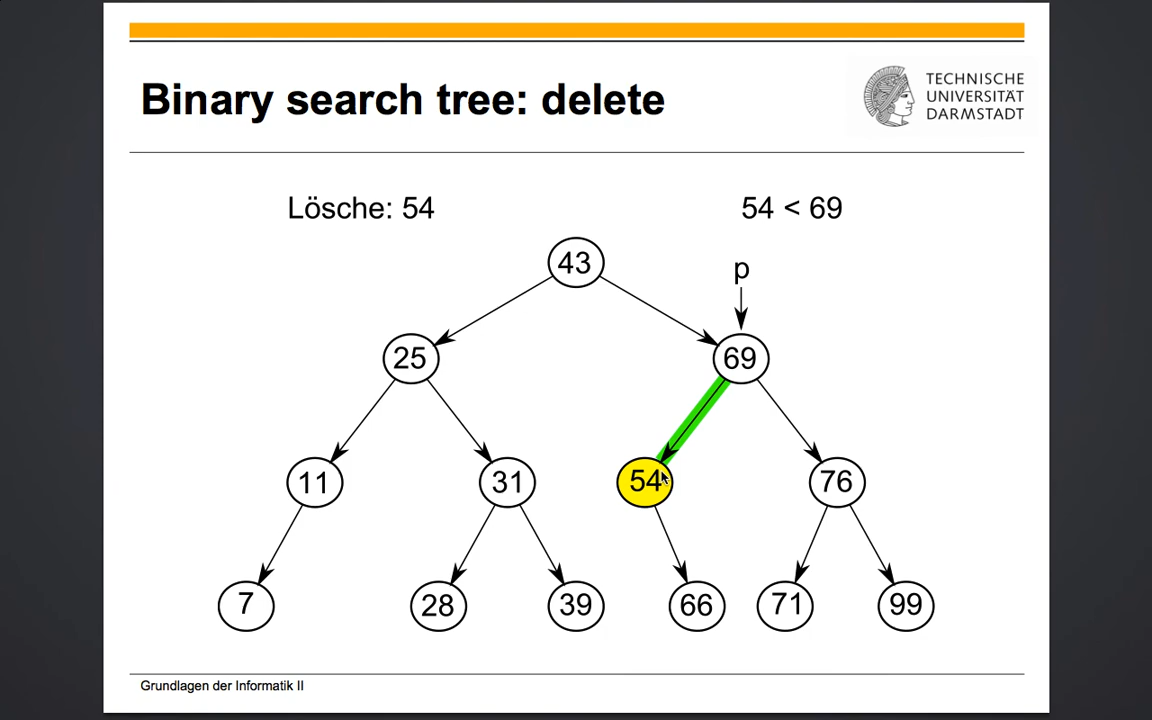 Binary search tree: delete
TECHNISCHE
UNIVERSITÄT
DARMSTADT
Lösche: 54
54 < 69
43
p
25
69
11
31
54
76
7
28
39
66
71
99
Grundlagen der Informatik II